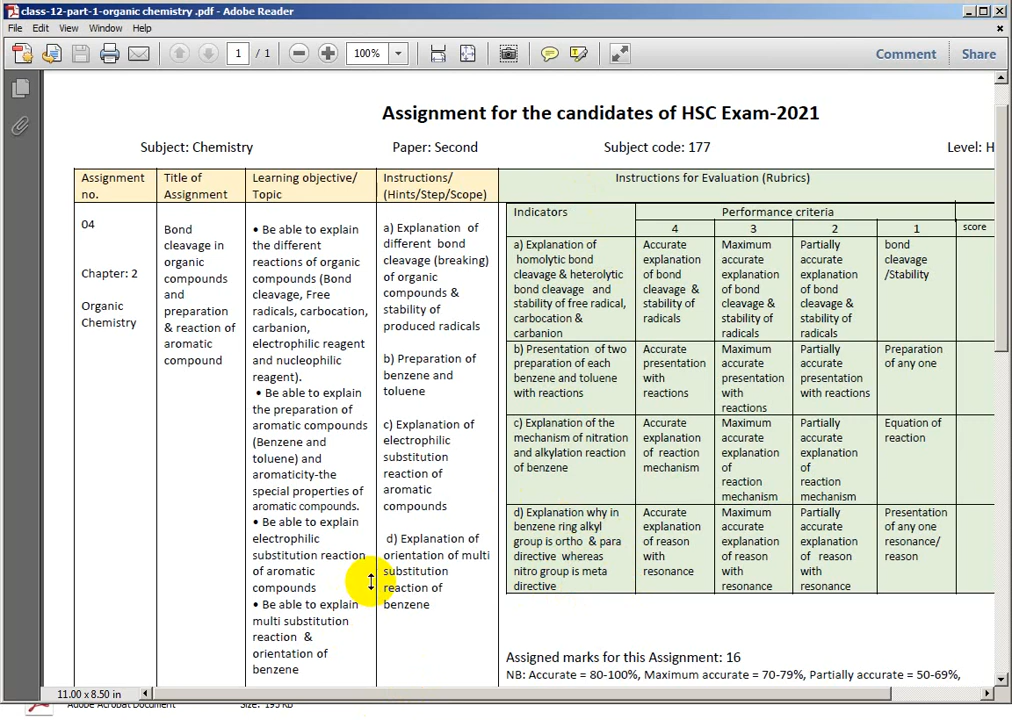 class-12-part-1-organic chemistry .pdf - Adobe Reader
File Edit View Window Help
1 / 1 100% Comment Share
Assignment for the candidates of HSC Exam-2021
Subject: Chemistry Paper: Second Subject code: 177 Level: H
Assignment
no.
Title of
Assignment
Learning objective/
Topic
Instructions/
(Hints/Step/Scope)
Instructions for Evaluation (Rubrics)
04
Chapter: 2
Organic
Chemistry
Bond
cleavage in
organic
compounds
and
preparation
& reaction of
aromatic
compound
• Be able to explain
the different
reactions of organic
compounds (Bond
cleavage, Free
radicals, carbocation,
carbanion,
electrophilic reagent
and nucleophilic
reagent).
• Be able to explain
the preparation of
aromatic compounds
(Benzene and
toluene) and
aromaticity-the
special properties of
aromatic compounds.
• Be able to explain
electrophilic
substitution reaction
of aromatic
compounds
• Be able to explain
multi substitution
reaction &
orientation of
benzene
a) Explanation of
different bond
cleavage (breaking)
of organic
compounds &
stability of
produced radicals
b) Preparation of
benzene and
toluene
c) Explanation of
electrophilic
substitution
reaction of
aromatic
compounds
d) Explanation of
orientation of multi
substitution
reaction of
benzene
Indicators
Performance criteria
4 3 2 1 score
a) Explanation of
homolytic bond
cleavage & heterolytic
bond cleavage and
stability of free radical,
carbocation &
carbanion
Accurate
explanation
of bond
cleavage &
stability of
radicals
Maximum
accurate
explanation
of bond
cleavage &
stability of
radicals
Partially
accurate
explanation
of bond
cleavage &
stability of
radicals
bond
cleavage
/Stability
b) Presentation of two
preparation of each
benzene and toluene
with reactions
Accurate
presentation
with
reactions
Maximum
accurate
presentation
with
reactions
Partially
accurate
presentation
with reactions
Preparation
of any one
c) Explanation of the
mechanism of nitration
and alkylation reaction
of benzene
Accurate
explanation
of reaction
mechanism
Maximum
accurate
explanation
of
reaction
mechanism
Partially
accurate
explanation
of
reaction
mechanism
Equation of
reaction
d) Explanation why in
benzene ring alkyl
group is ortho & para
directive whereas
nitro group is meta
directive
Accurate
explanation
of reason
with
resonance
Maximum
accurate
explanation
of reason
with
resonance
Partially
accurate
explanation
of reason
with
resonance
Presentation
of any one
resonance/
reason
Assigned marks for this Assignment: 16
NB: Accurate = 80-100%, Maximum accurate = 70-79%, Partially accurate = 50-69%,
11.00 x 8.50 in
Adobe Acrobat Document Size: 195 KB